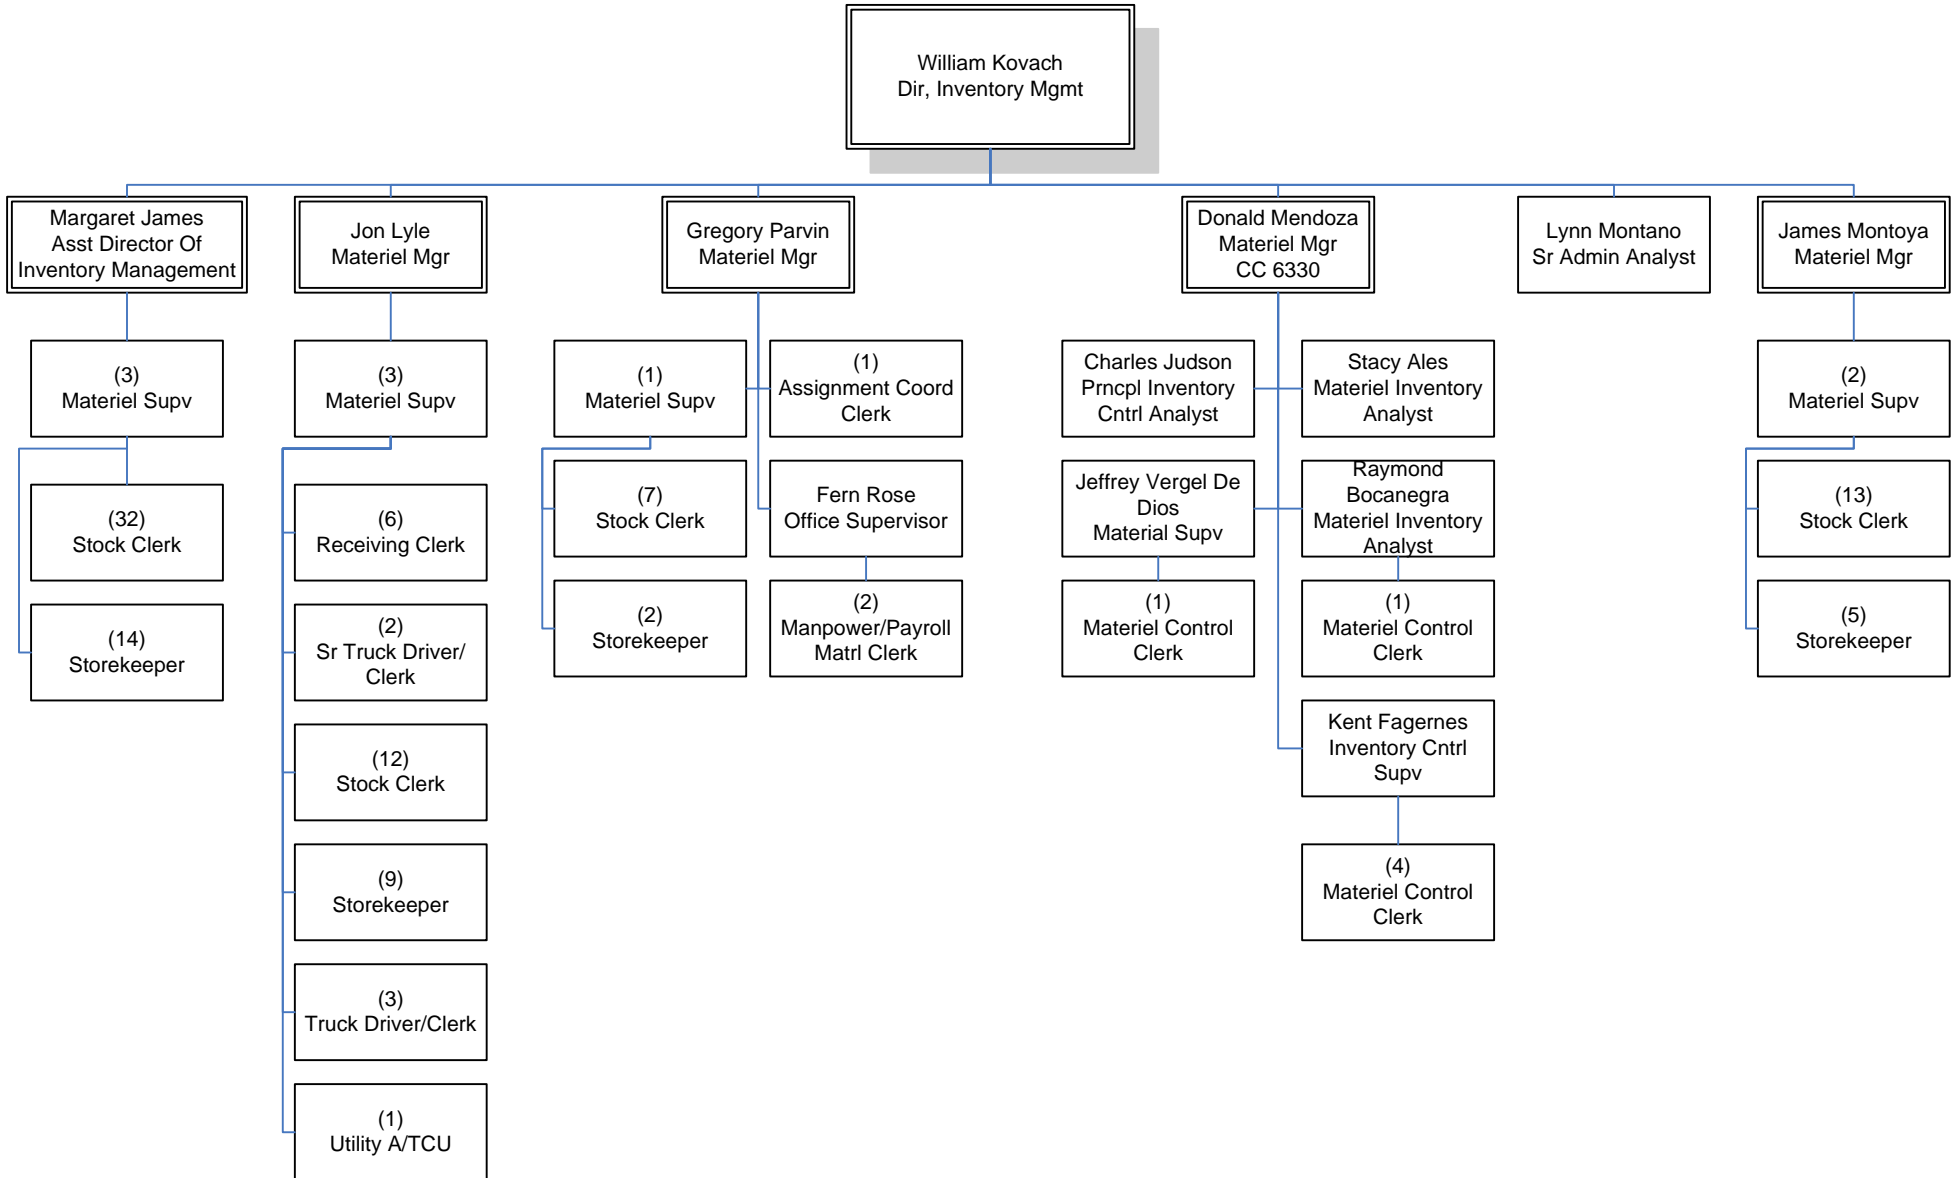 William Kovach
Dir, Inventory Mgmt
Margaret James
Asst Director Of
Inventory Management
Jon Lyle
Materiel Mgr
Gregory Parvin
Materiel Mgr
Donald Mendoza
Materiel Mgr
CC 6330
Lynn Montano
Sr Admin Analyst
James Montoya
Materiel Mgr
(3)
Materiel Supv
(3)
Materiel Supv
(1)
Materiel Supv
(1)
Assignment Coord
Clerk
Charles Judson
Prncpl Inventory
Cntrl Analyst
Stacy Ales
Materiel Inventory
Analyst
(2)
Materiel Supv
(32)
Stock Clerk
(6)
Receiving Clerk
(7)
Stock Clerk
Fern Rose
Office Supervisor
Jeffrey Vergel De
Dios
Material Supv
Raymond
Bocanegra
Materiel Inventory
Analyst
(13)
Stock Clerk
(14)
Storekeeper
(2)
Sr Truck Driver/
Clerk
(2)
Storekeeper
(2)
Manpower/Payroll
Matrl Clerk
(1)
Materiel Control
Clerk
(1)
Materiel Control
Clerk
(5)
Storekeeper
(12)
Stock Clerk
Kent Fagernes
Inventory Cntrl
Supv
(9)
Storekeeper
(4)
Materiel Control
Clerk
(3)
Truck Driver/Clerk
(1)
Utility A/TCU